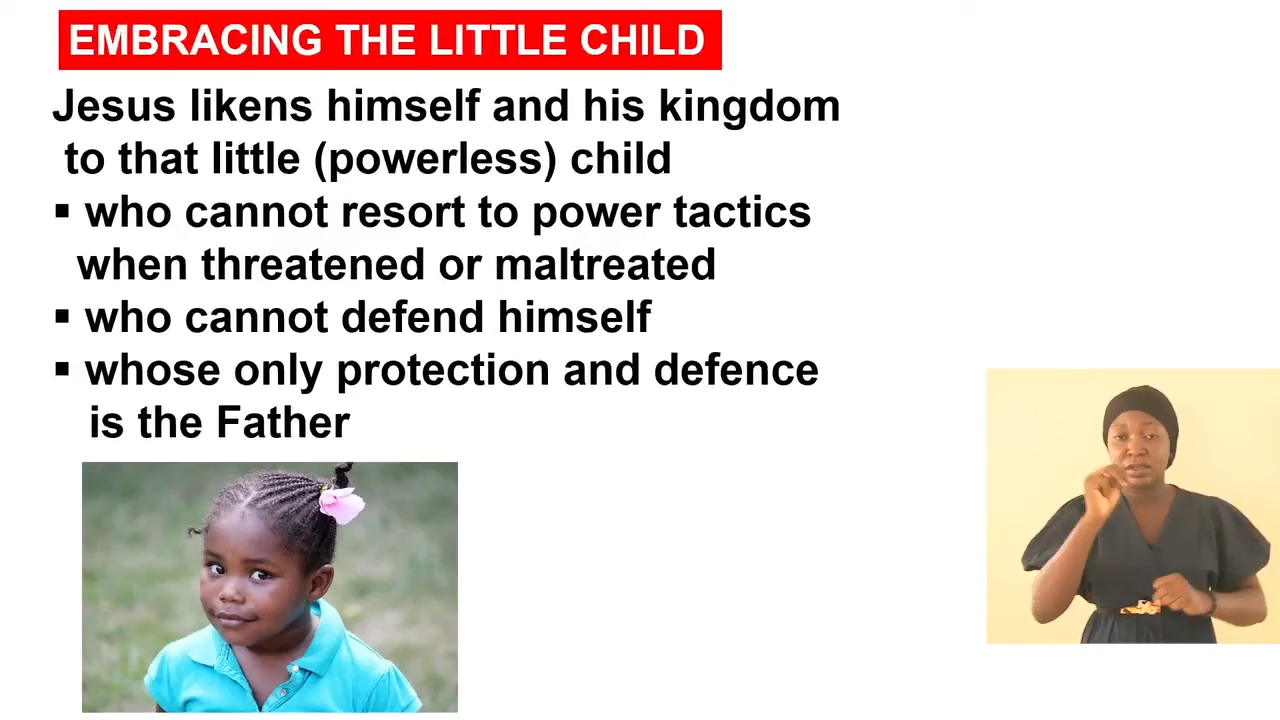 EMBRACING THE LITTLE CHILD
Jesus likens himself and his kingdom
to that little (powerless) child
▪ who cannot resort to power tactics
when threatened or maltreated
▪ who cannot defend himself
▪ whose only protection and defence
is the Father